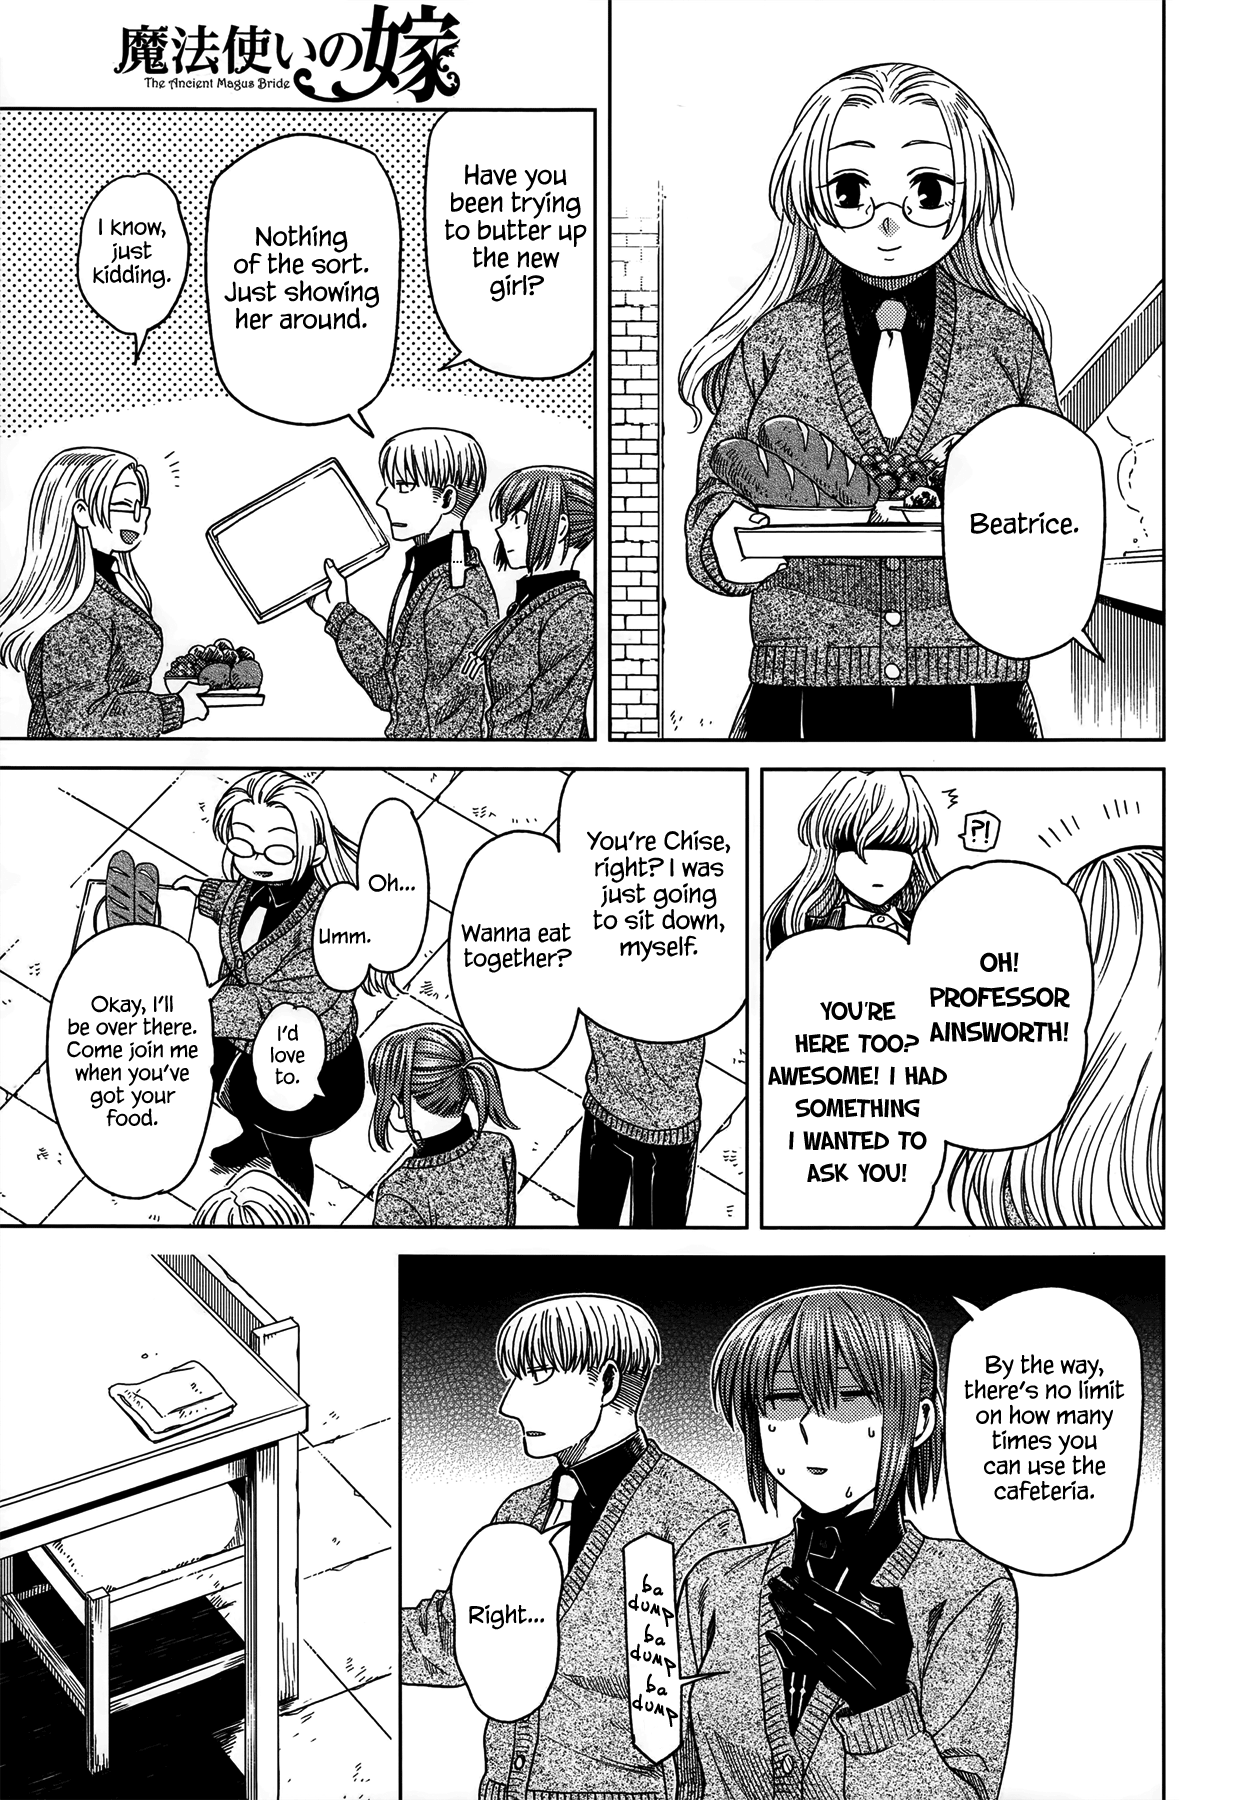 魔法使いの嫁
The Ancient Magus Bride
Beatrice.
Have you
been trying
to butter up
the new
girl?
Nothing
of the sort.
Just showing
her around.
I know,
just
kidding.
?!
OH!
PROFESSOR
AINSWORTH!
YOU'RE
HERE TOO?
AWESOME! I HAD
SOMETHING
I WANTED TO
ASK YOU!
You're Chise,
right? I was
just going
to sit down,
myself.
Wanna eat
together?
Oh...
Umm.
I'd
love
to.
Okay, I'll
be over there.
Come join me
when you've
got your
food.
By the way,
there's no limit
on how many
times you
can use the
cafeteria.
ba
dump
ba
dump
ba
dump
Right...